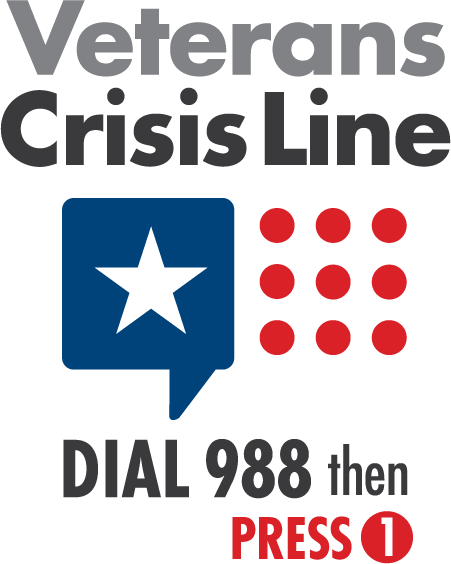 Veterans
Crisis Line
DIAL 988 then
PRESS 1